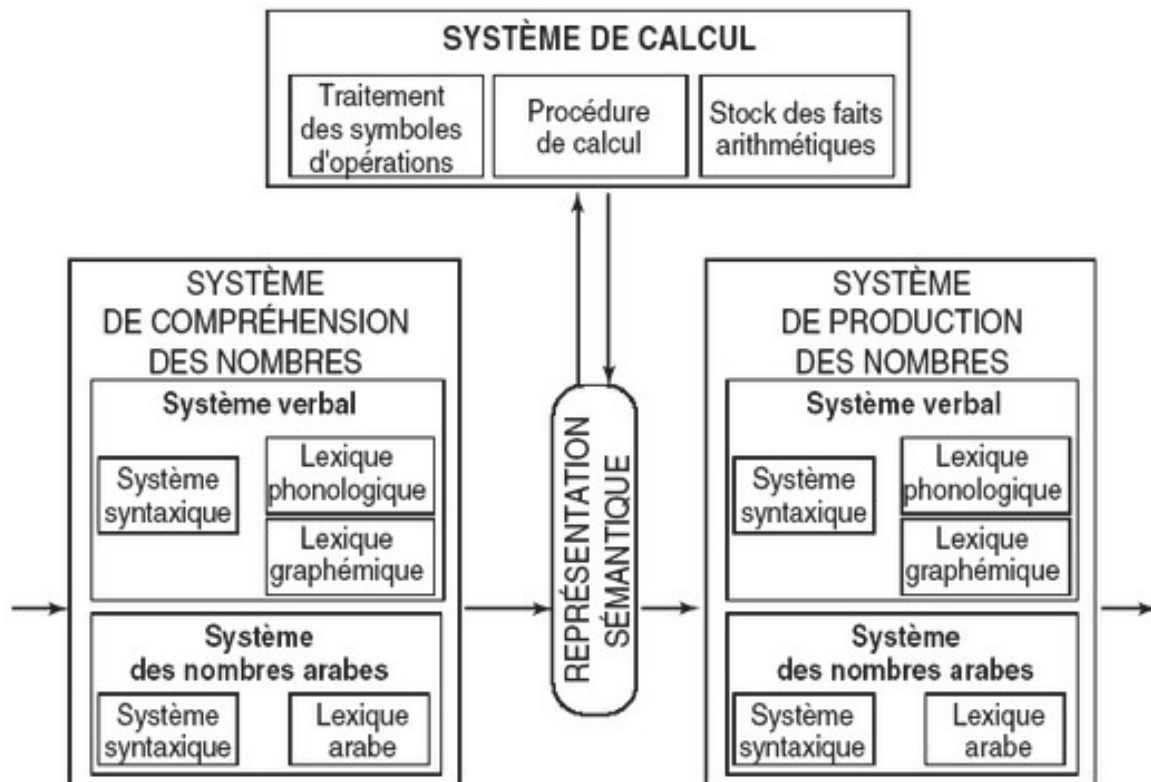 SYSTÈME DE CALCUL
Traitement
des symboles
d'opérations
Procédure
de calcul
Stock des faits
arithmétiques
SYSTÈME
DE COMPRÉHENSION
DES NOMBRES
Système verbal
Système
syntaxique
Lexique
phonologique
Lexique
graphémique
Système
des nombres arabes
Système
syntaxique
Lexique
arabe
REPRÉSENTATION
SÉMANTIQUE
SYSTÈME
DE PRODUCTION
DES NOMBRES
Système verbal
Système
syntaxique
Lexique
phonologique
Lexique
graphémique
Système
des nombres arabes
Système
syntaxique
Lexique
arabe